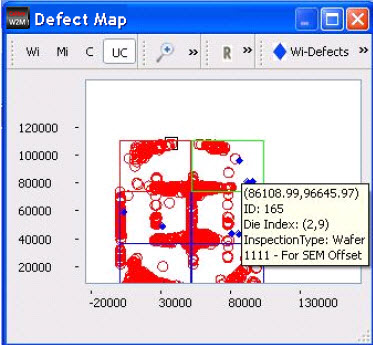 W2M Defect Map
Wi Mi C UC » R » Wi-Defects »
120000
100000
80000
60000
40000
20000
(86108.99,96645.97)
ID: 165
Die Index: (2,9)
InspectionType: Wafer
1111 - For SEM Offset
-20000 30000 80000 130000